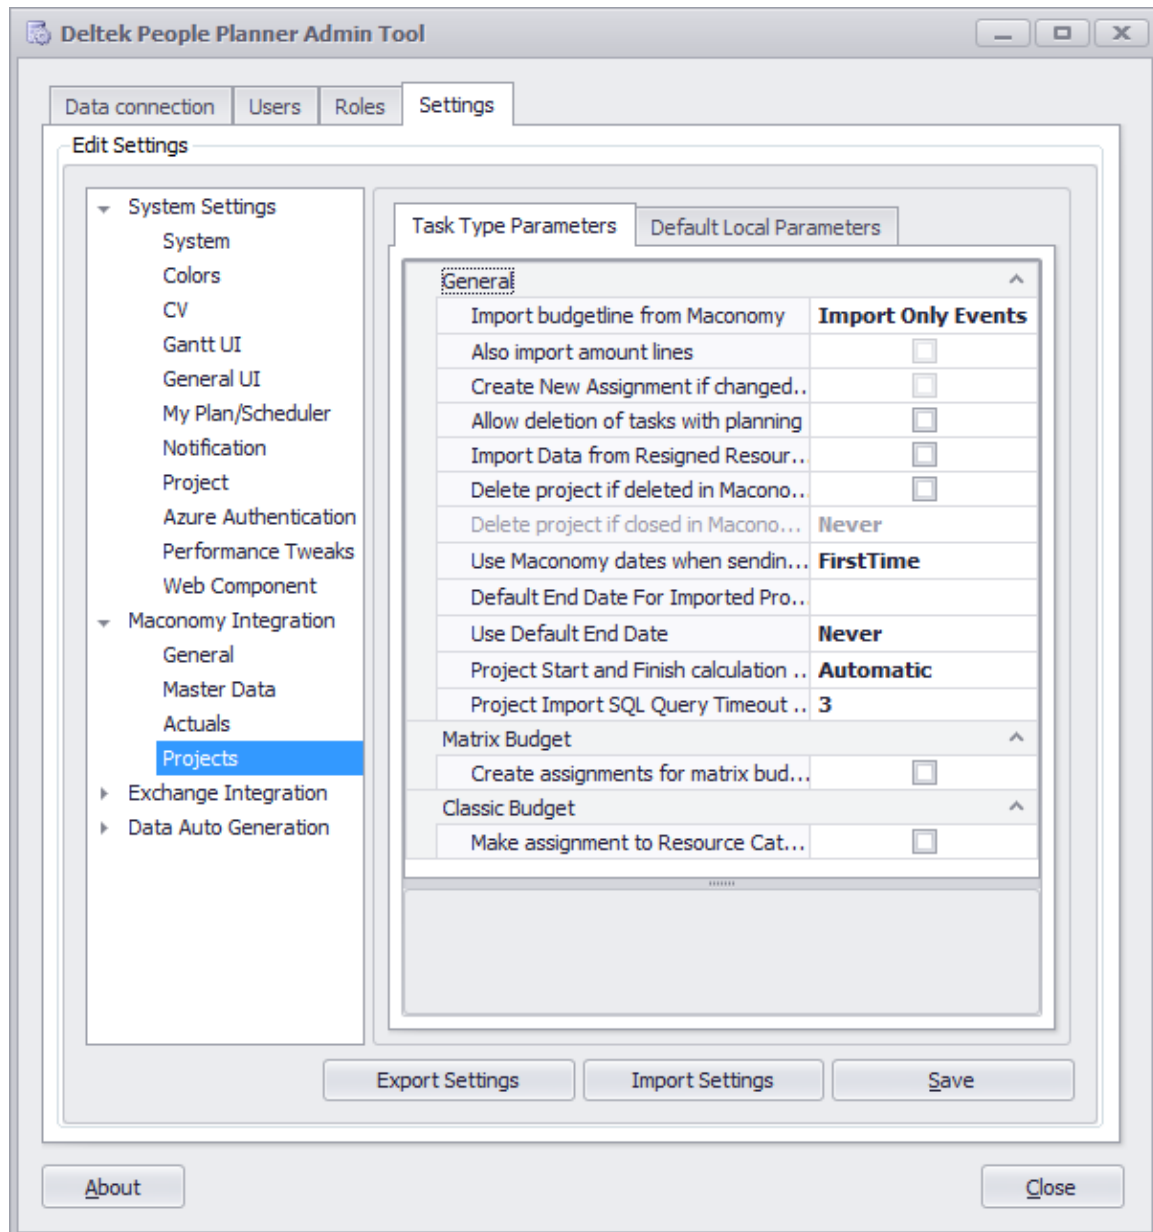 Deltek People Planner Admin Tool
Data connection Users Roles Settings
Edit Settings
System Settings
System
Colors
CV
Gantt UI
General UI
My Plan/Scheduler
Notification
Project
Azure Authentication
Performance Tweaks
Web Component
Maconomy Integration
General
Master Data
Actuals
Projects
Exchange Integration
Data Auto Generation
Task Type Parameters Default Local Parameters
General
Import budgetline from Maconomy Import Only Events
Also import amount lines
Create New Assignment if changed..
Allow deletion of tasks with planning
Import Data from Resigned Resour...
Delete project if deleted in Macono...
Delete project if closed in Macono... Never
Use Maconomy dates when sendin... FirstTime
Default End Date For Imported Pro...
Use Default End Date Never
Project Start and Finish calculation .. Automatic
Project Import SQL Query Timeout .. 3
Matrix Budget
Create assignments for matrix bud...
Classic Budget
Make assignment to Resource Cat...
Export Settings Import Settings Save
About Close